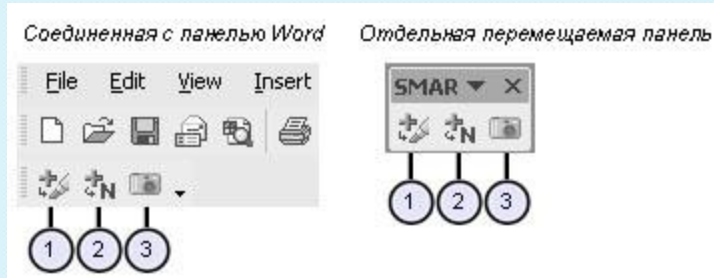 Соединенная с панелью Word Отдельная перемещаемая панель
File Edit View Insert
SMAR
N
N
1 2 3
1 2 3